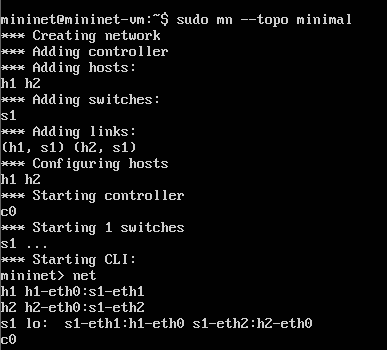 mininet@mininet-vm:~$ sudo mn --topo minimal
*** Creating network
*** Adding controller
*** Adding hosts:
h1 h2
*** Adding switches:
s1
*** Adding links:
(h1, s1) (h2, s1)
*** Configuring hosts
h1 h2
*** Starting controller
c0
*** Starting 1 switches
s1 ...
*** Starting CLI:
mininet> net
h1 h1-eth0:s1-eth1
h2 h2-eth0:s1-eth2
s1 lo:  s1-eth1:h1-eth0 s1-eth2:h2-eth0
c0